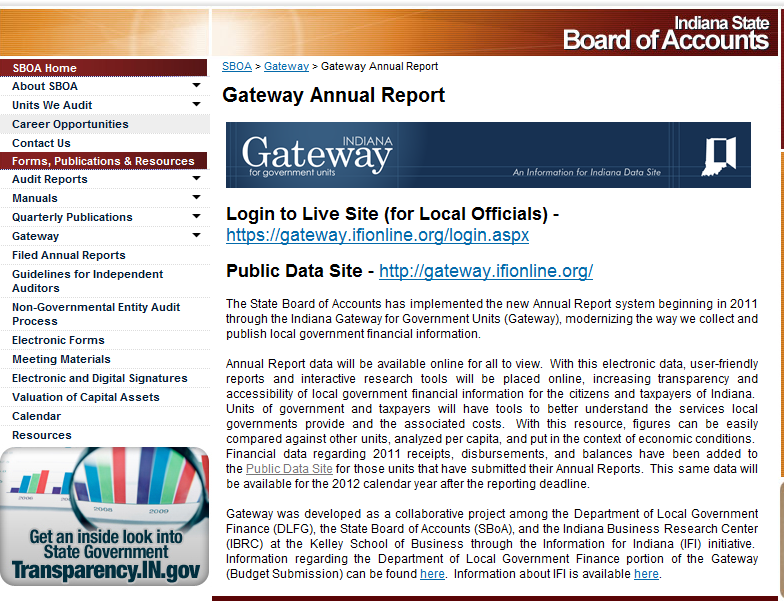 Indiana State
Board of Accounts
SBOA Home
About SBOA
Units We Audit
Career Opportunities
Contact Us
Forms, Publications & Resources
Audit Reports
Manuals
Quarterly Publications
Gateway
Filed Annual Reports
Guidelines for Independent
Auditors
Non-Governmental Entity Audit
Process
Electronic Forms
Meeting Materials
Electronic and Digital Signatures
Valuation of Capital Assets
Calendar
Resources
2006
2008
2009
Get an inside look into
State Government
Transparency.IN.gov
SBOA > Gateway > Gateway Annual Report
Gateway Annual Report
INDIANA
Gateway
for government units
An Information for Indiana Data Site
Login to Live Site (for Local Officials) -
https://gateway.ifionline.org/login.aspx
Public Data Site - http://gateway.ifionline.org/
The State Board of Accounts has implemented the new Annual Report system beginning in 2011
through the Indiana Gateway for Government Units (Gateway), modernizing the way we collect and
publish local government financial information.
Annual Report data will be available online for all to view. With this electronic data, user-friendly
reports and interactive research tools will be placed online, increasing transparency and
accessibility of local government financial information for the citizens and taxpayers of Indiana.
Units of government and taxpayers will have tools to better understand the services local
governments provide and the associated costs. With this resource, figures can be easily
compared against other units, analyzed per capita, and put in the context of economic conditions.
Financial data regarding 2011 receipts, disbursements, and balances have been added to
the Public Data Site for those units that have submitted their Annual Reports. This same data will
be available for the 2012 calendar year after the reporting deadline.
Gateway was developed as a collaborative project among the Department of Local Government
Finance (DLFG), the State Board of Accounts (SBoA), and the Indiana Business Research Center
(IBRC) at the Kelley School of Business through the Information for Indiana (IFI) initiative.
Information regarding the Department of Local Government Finance portion of the Gateway
(Budget Submission) can be found here. Information about IFI is available here.